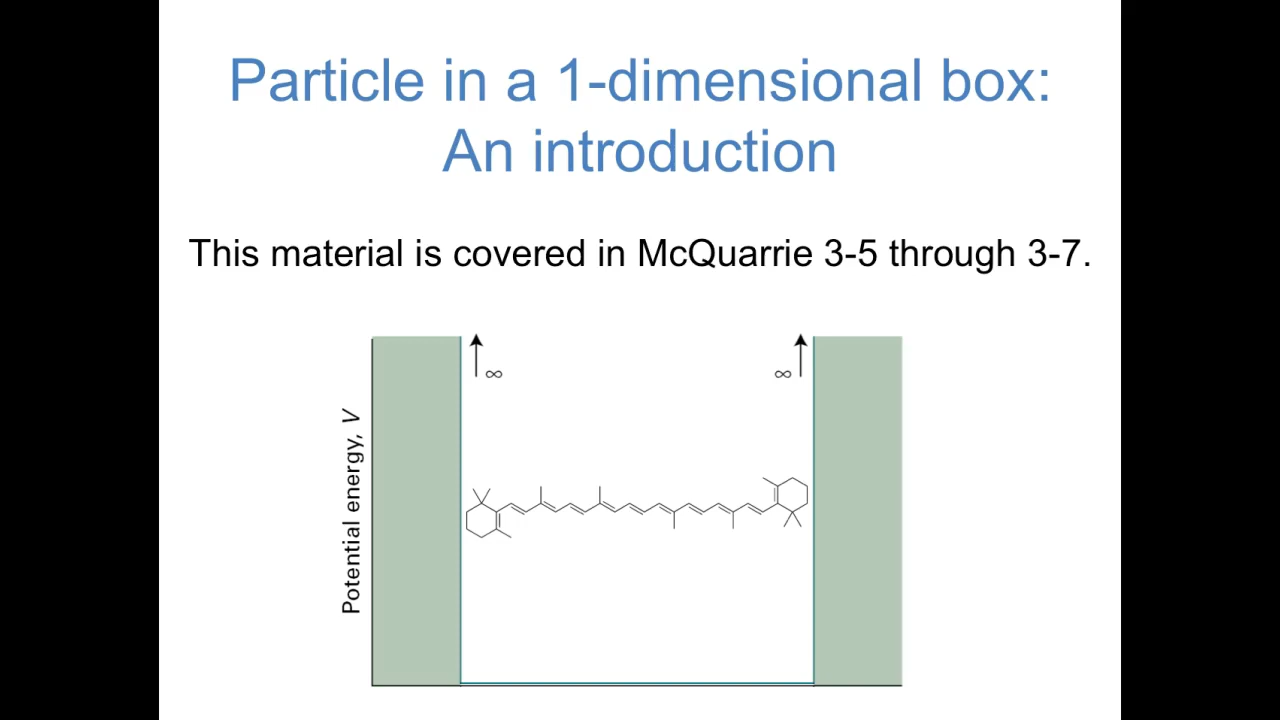 Particle in a 1-dimensional box:
An introduction
This material is covered in McQuarrie 3-5 through 3-7.
∞
∞
Potential energy, V